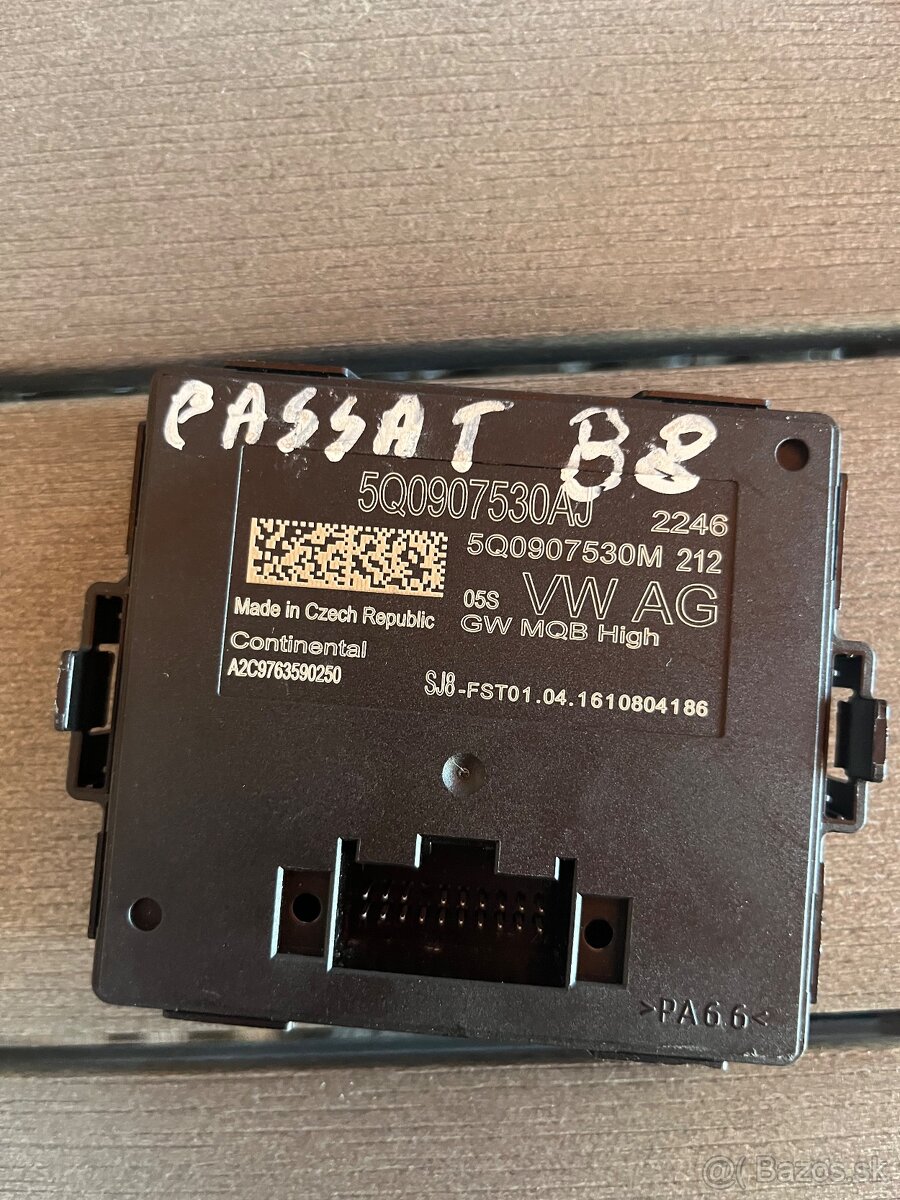 PASSAT B8
5Q0907530AJ 2246
5Q0907530M 212
05S VW AG
Made in Czech Republic
GW MQB High
Continental
A2C9763590250
SJ8-FST01.04.1610804186
>PA6.6<
@( Bazos.sk